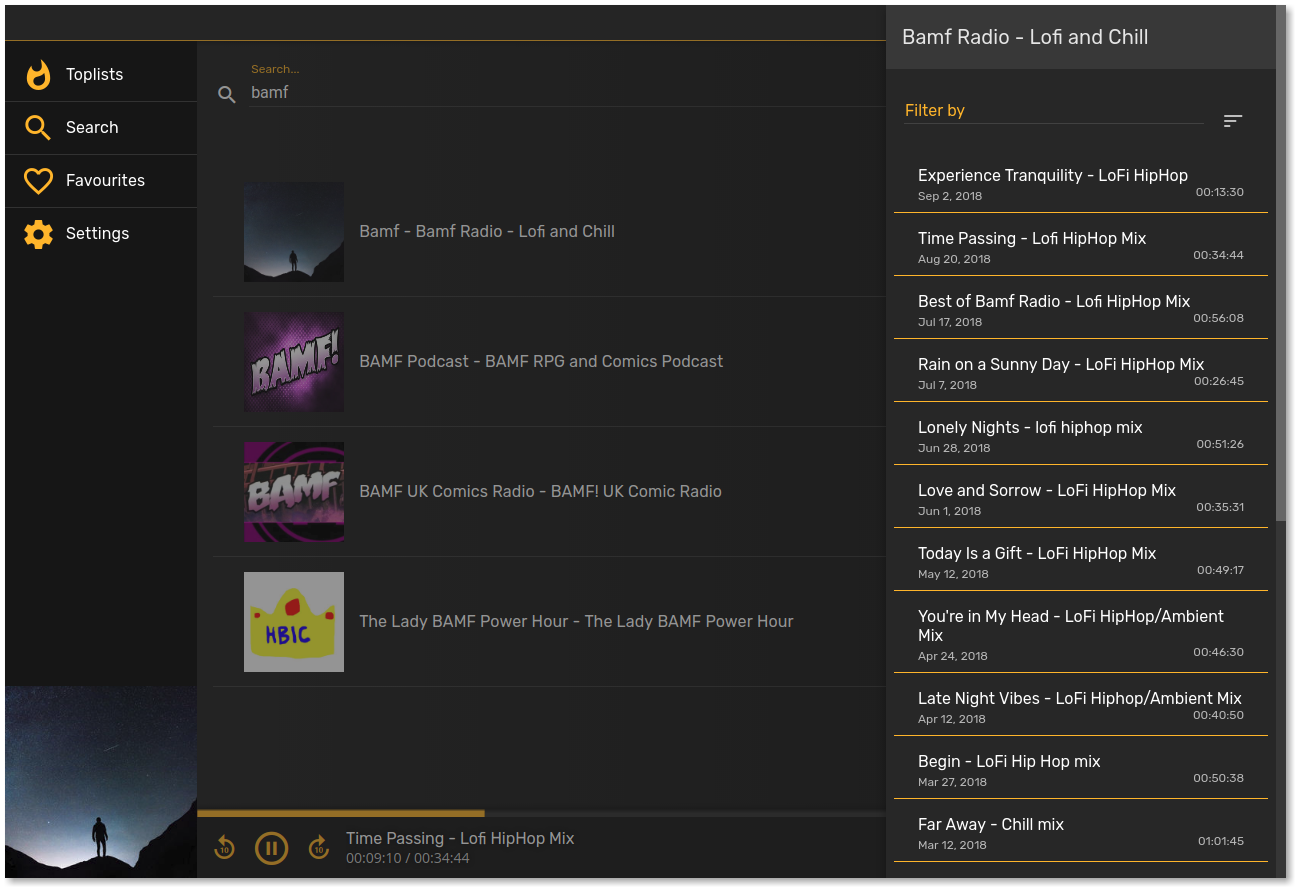 Toplists
Search
Favourites
Settings
Search...
bamf
Bamf - Bamf Radio - Lofi and Chill
BAMF!
BAMF Podcast - BAMF RPG and Comics Podcast
BAMF
BAMF UK Comics Radio - BAMF! UK Comic Radio
HBIC
The Lady BAMF Power Hour - The Lady BAMF Power Hour
10
10
Time Passing - Lofi HipHop Mix
00:09:10 / 00:34:44
Bamf Radio - Lofi and Chill
Filter by
Experience Tranquility - LoFi HipHop
Sep 2, 2018 00:13:30
Time Passing - Lofi HipHop Mix
Aug 20, 2018 00:34:44
Best of Bamf Radio - Lofi HipHop Mix
Jul 17, 2018 00:56:08
Rain on a Sunny Day - LoFi HipHop Mix
Jul 7, 2018 00:26:45
Lonely Nights - lofi hiphop mix
Jun 28, 2018 00:51:26
Love and Sorrow - LoFi HipHop Mix
Jun 1, 2018 00:35:31
Today Is a Gift - LoFi HipHop Mix
May 12, 2018 00:49:17
You're in My Head - LoFi HipHop/Ambient
Mix
Apr 24, 2018 00:46:30
Late Night Vibes - LoFi Hiphop/Ambient Mix
Apr 12, 2018 00:40:50
Begin - LoFi Hip Hop mix
Mar 27, 2018 00:50:38
Far Away - Chill mix
Mar 12, 2018 01:01:45